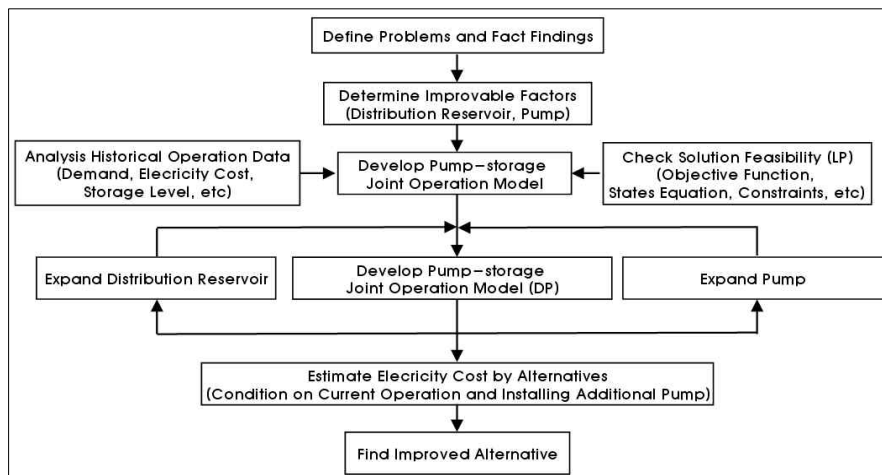 Define Problems and Fact Findings
Determine Improvable Factors
(Distribution Reservoir, Pump)
Analysis Historical Operation Data
(Demand, Elecricity Cost,
Storage Level, etc)
Develop Pump-storage
Joint Operation Model
Check Solution Feasibility (LP)
(Objective Function,
States Equation, Constraints, etc)
Expand Distribution Reservoir
Develop Pump-storage
Joint Operation Model (DP)
Expand Pump
Estimate Elecricity Cost by Alternatives
(Condition on Current Operation and Installing Additional Pump)
Find Improved Alternative